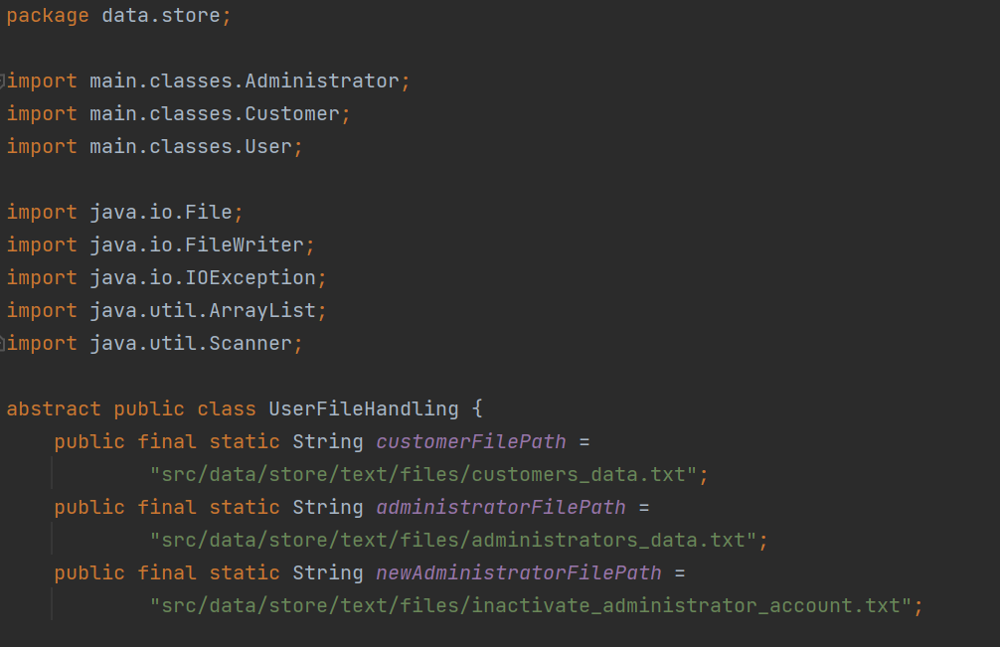 package data.store;
import main.classes.Administrator;
import main.classes.Customer;
import main.classes.User;
import java.io.File;
import java.io.FileWriter;
import java.io.IOException;
import java.util.ArrayList;
import java.util.Scanner;
abstract public class UserFileHandling {
public final static String customerFilePath =
"src/data/store/text/files/customers_data.txt";
public final static String administratorFilePath =
"src/data/store/text/files/administrators_data.txt";
public final static String newAdministratorFilePath =
"src/data/store/text/files/inactivate_administrator_account.txt";